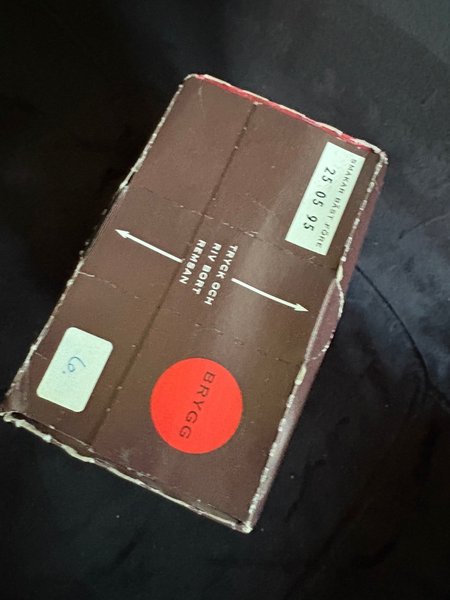 SMAKAR BÄST FÖRE
25 05 95
TRYCK OCH
RIV BORT
REMSAN
BRYGG
6.